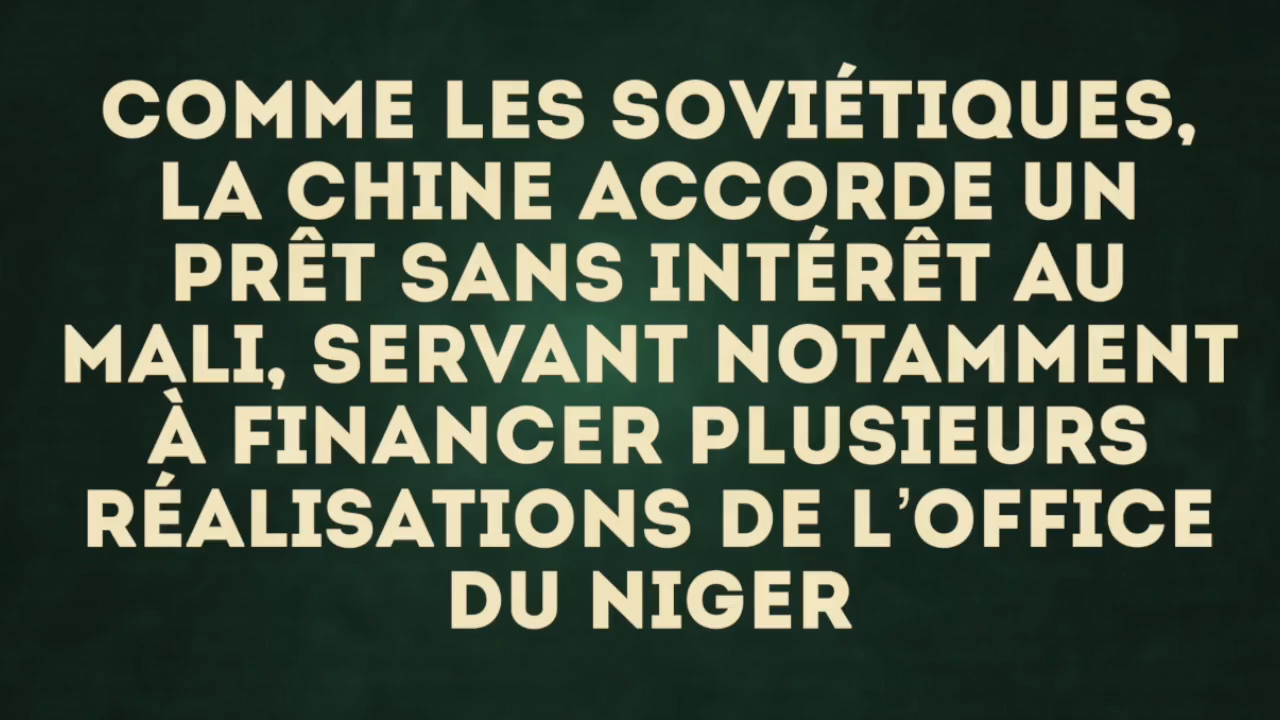 COMME LES SOVIÉTIQUES,
LA CHINE ACCORDE UN
PRÊT SANS INTÉRÊT AU
MALI, SERVANT NOTAMMENT
À FINANCER PLUSIEURS
RÉALISATIONS DE L'OFFICE
DU NIGER